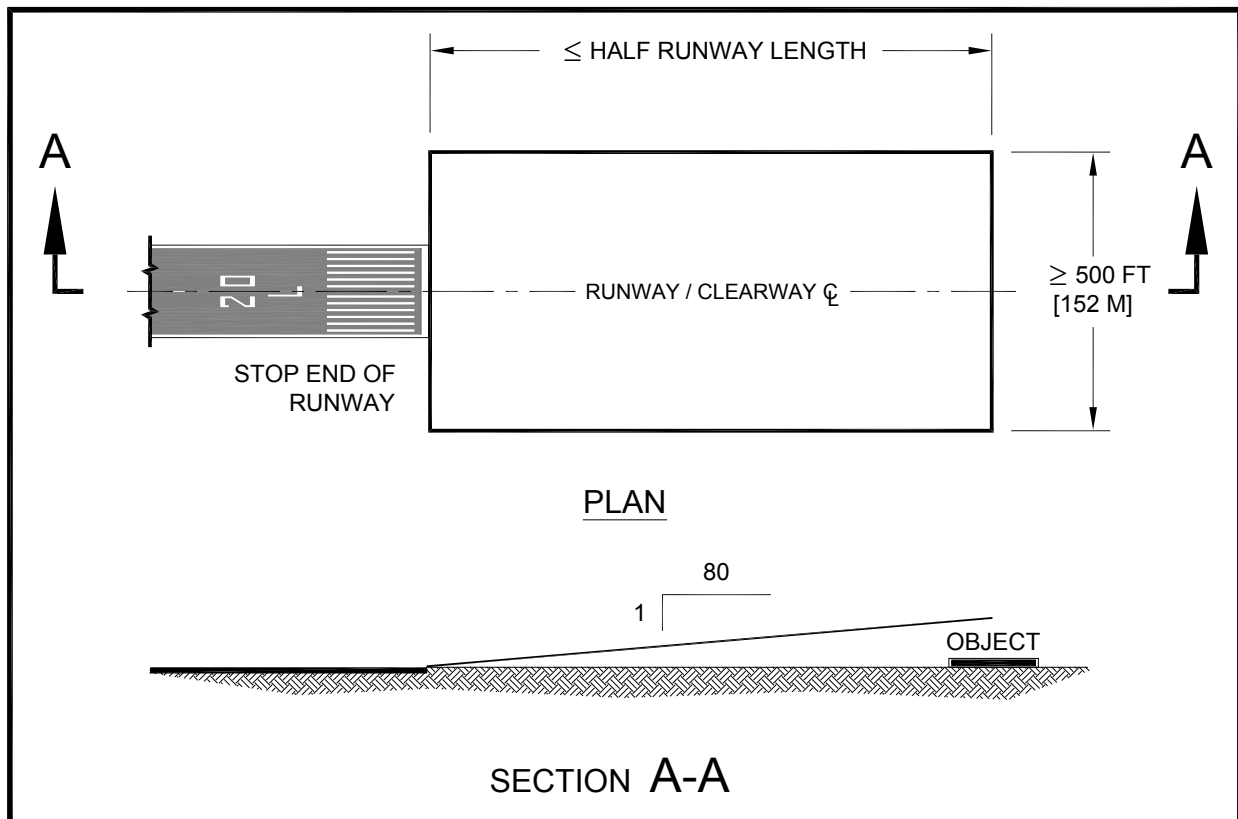 ≤ HALF RUNWAY LENGTH
A
A
20
L
RUNWAY / CLEARWAY ℄
≥ 500 FT
[152 M]
STOP END OF
RUNWAY
PLAN
80
1
OBJECT
SECTION A-A